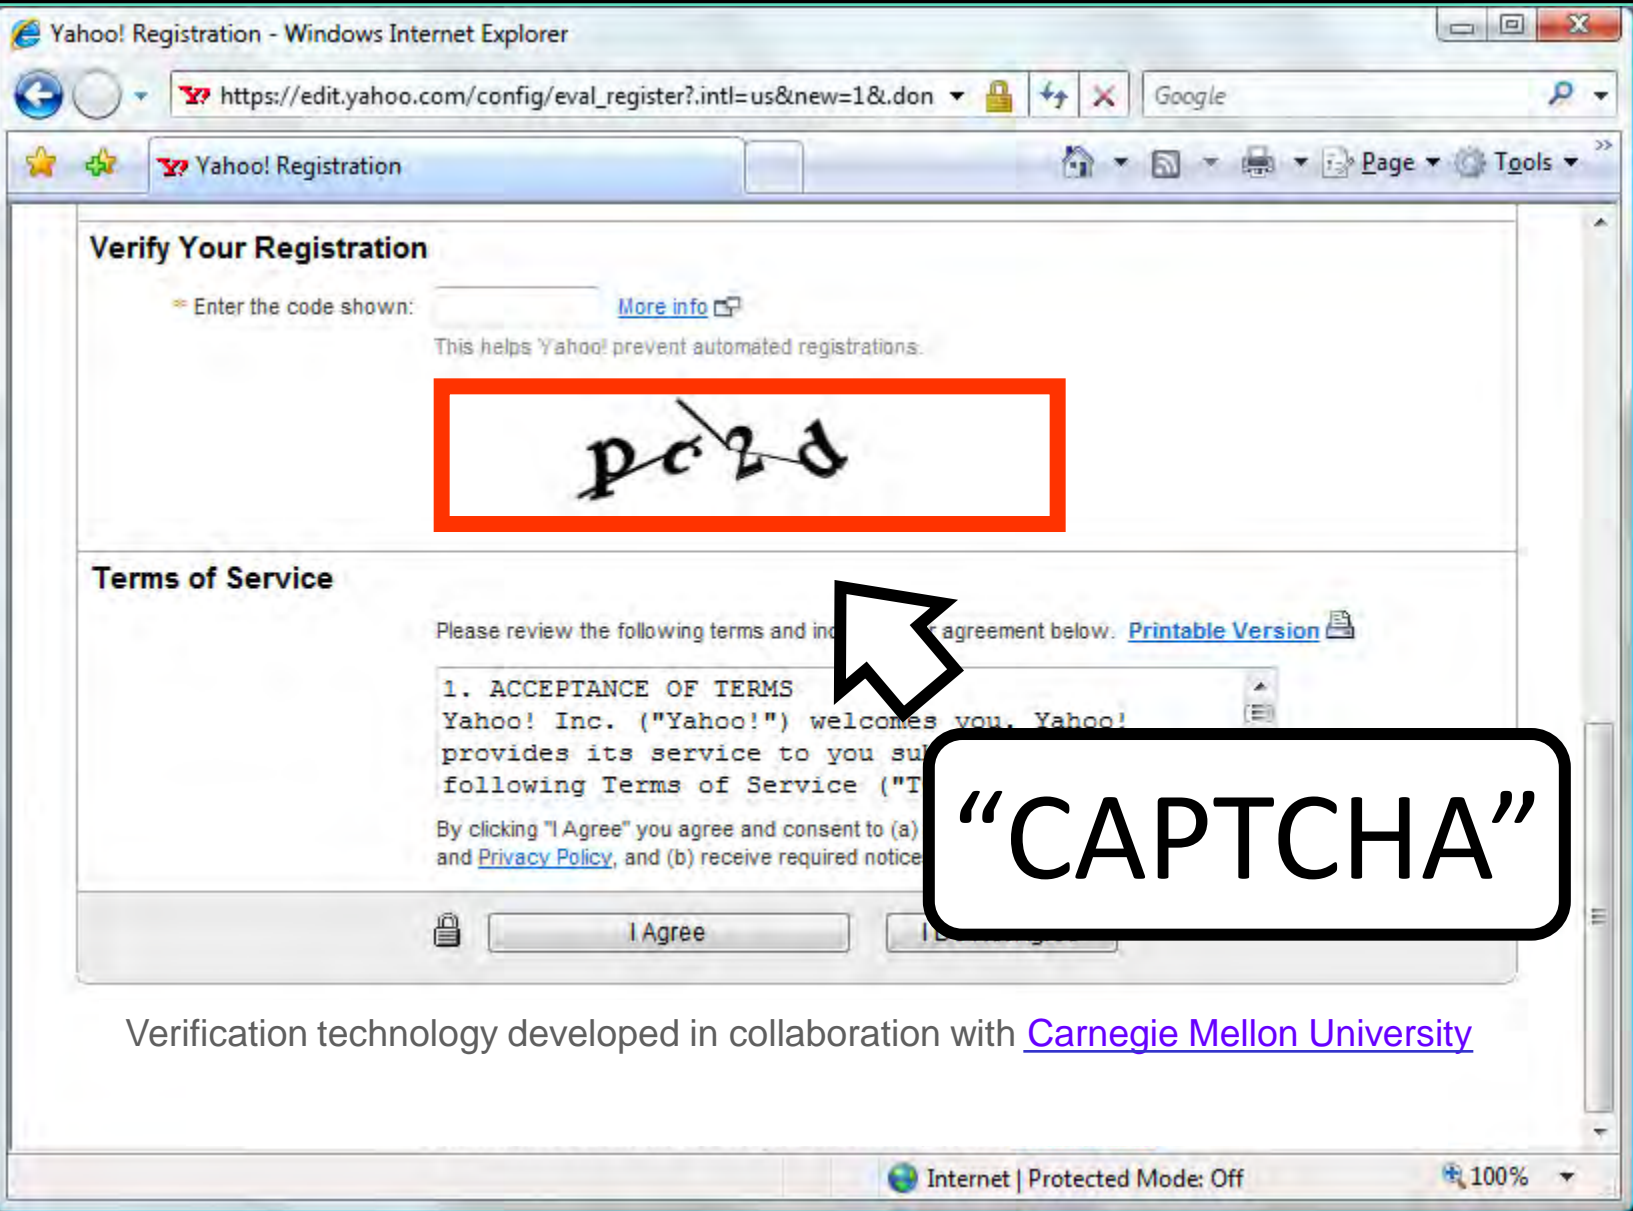 Yahoo! Registration - Windows Internet Explorer
https://edit.yahoo.com/config/eval_register?.intl=us&new=1&.don
Google
Yahoo! Registration
Page
Tools
Verify Your Registration
* Enter the code shown:
More info
This helps Yahoo! prevent automated registrations.
pc2d
Terms of Service
Please review the following terms and ind r agreement below. Printable Version
1. ACCEPTANCE OF TERMS
Yahoo! Inc. ("Yahoo!") welcomes you. Yahoo!
provides its service to you su
following Terms of Service ("T
By clicking "I Agree" you agree and consent to (a)
and Privacy Policy, and (b) receive required notice
“CAPTCHA”
I Agree
Verification technology developed in collaboration with Carnegie Mellon University
Internet | Protected Mode: Off
100%